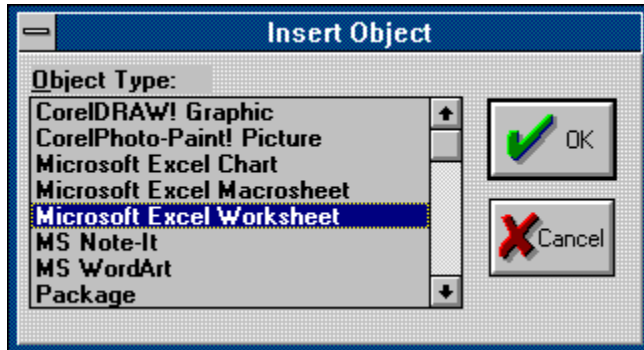 Insert Object
Object Type:
CorelDRAW! Graphic
CorelPhoto-Paint! Picture
Microsoft Excel Chart
Microsoft Excel Macrosheet
Microsoft Excel Worksheet
MS Note-It
MS WordArt
Package
OK
Cancel